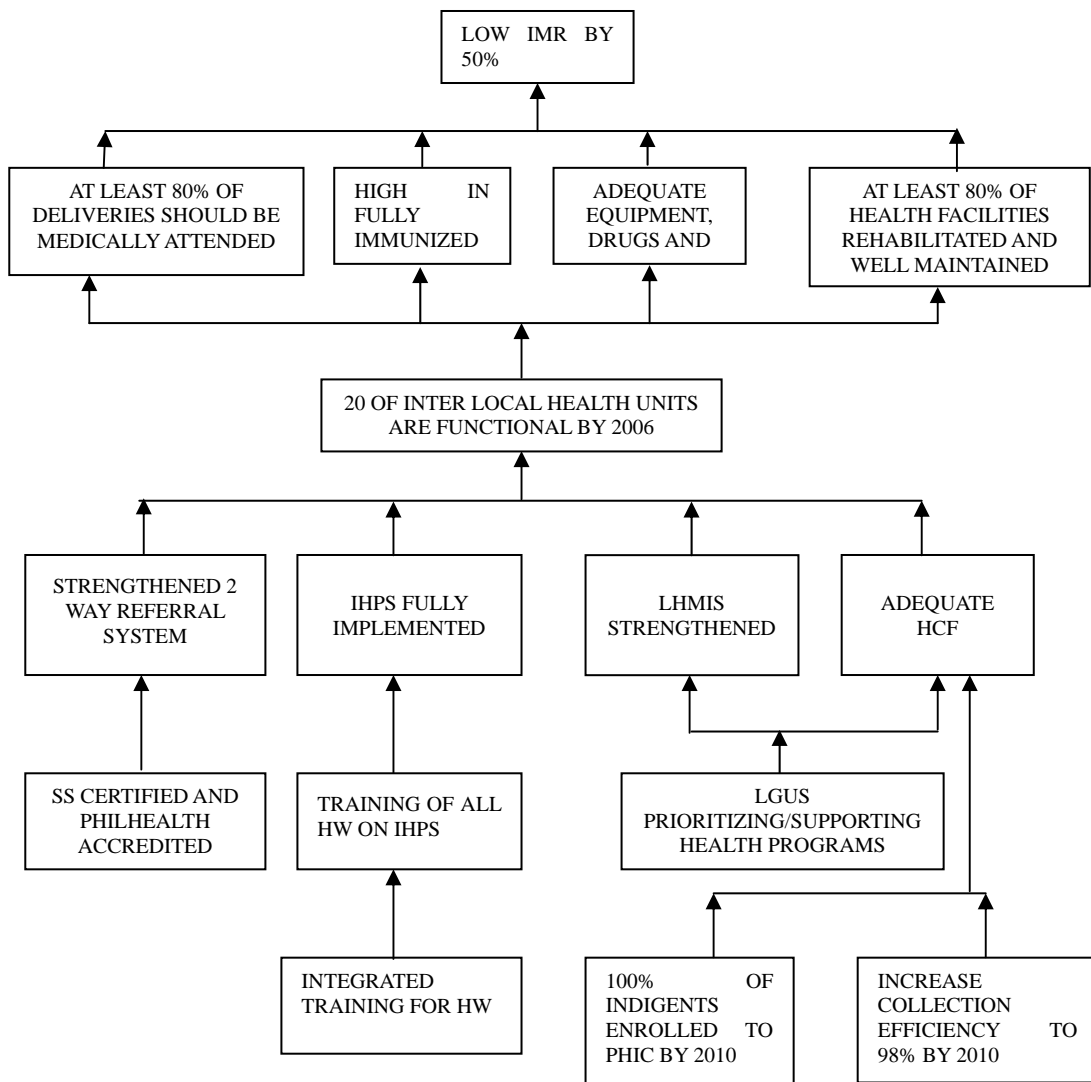 LOW IMR BY
50%
AT LEAST 80% OF
DELIVERIES SHOULD BE
MEDICALLY ATTENDED
HIGH IN
FULLY
IMMUNIZED
ADEQUATE
EQUIPMENT,
DRUGS AND
AT LEAST 80% OF
HEALTH FACILITIES
REHABILITATED AND
WELL MAINTAINED
20 OF INTER LOCAL HEALTH UNITS
ARE FUNCTIONAL BY 2006
STRENGTHENED 2
WAY REFERRAL
SYSTEM
IHPS FULLY
IMPLEMENTED
LHMIS
STRENGTHENED
ADEQUATE
HCF
SS CERTIFIED AND
PHILHEALTH
ACCREDITED
TRAINING OF ALL
HW ON IHPS
LGUS
PRIORITIZING/SUPPORTING
HEALTH PROGRAMS
INTEGRATED
TRAINING FOR HW
100% OF
INDIGENTS
ENROLLED TO
PHIC BY 2010
INCREASE
COLLECTION
EFFICIENCY TO
98% BY 2010